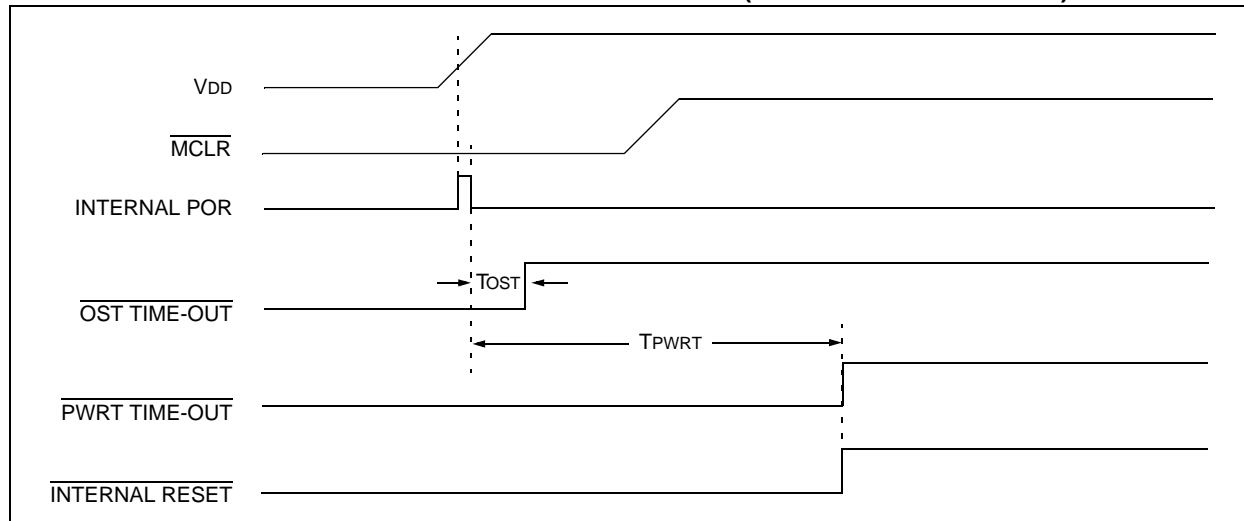 VDD
MCLR
INTERNAL POR
TOST
OST TIME-OUT
TPWRT
PWRT TIME-OUT
INTERNAL RESET